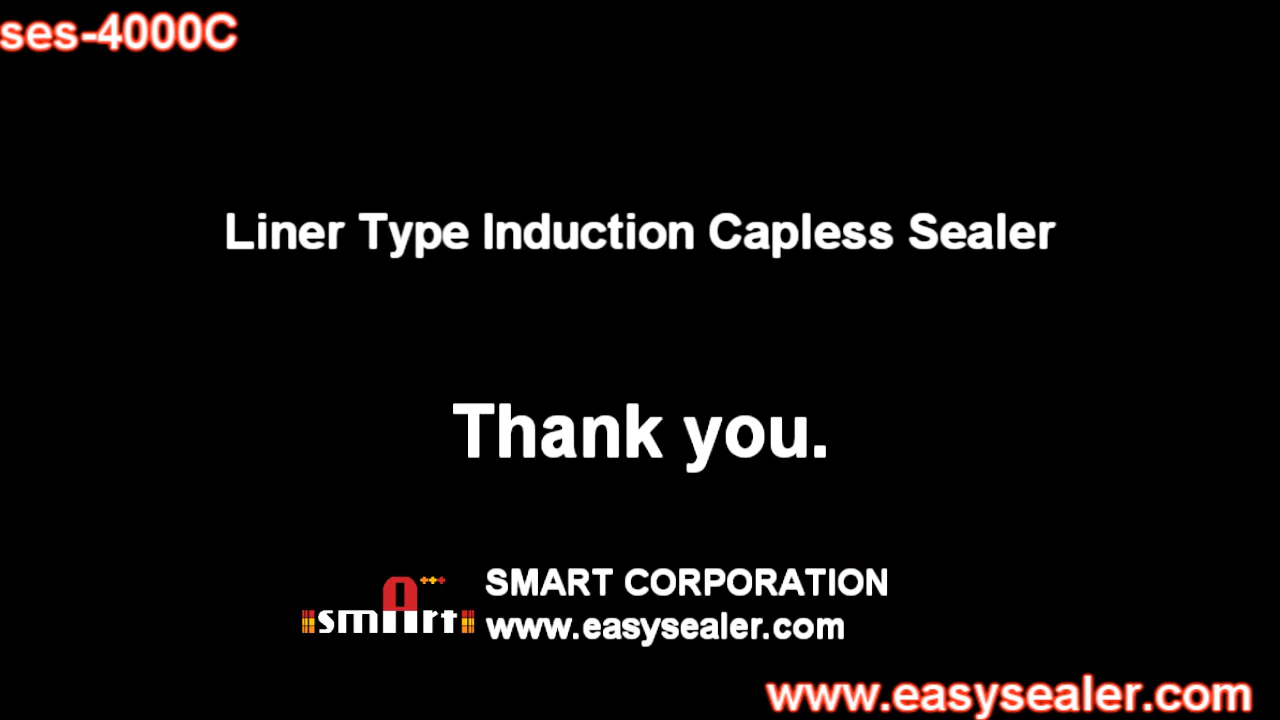 ses-4000C
Liner Type Induction Capless Sealer
Thank you.
smArt+++
SMART CORPORATION
www.easysealer.com
www.easysealer.com